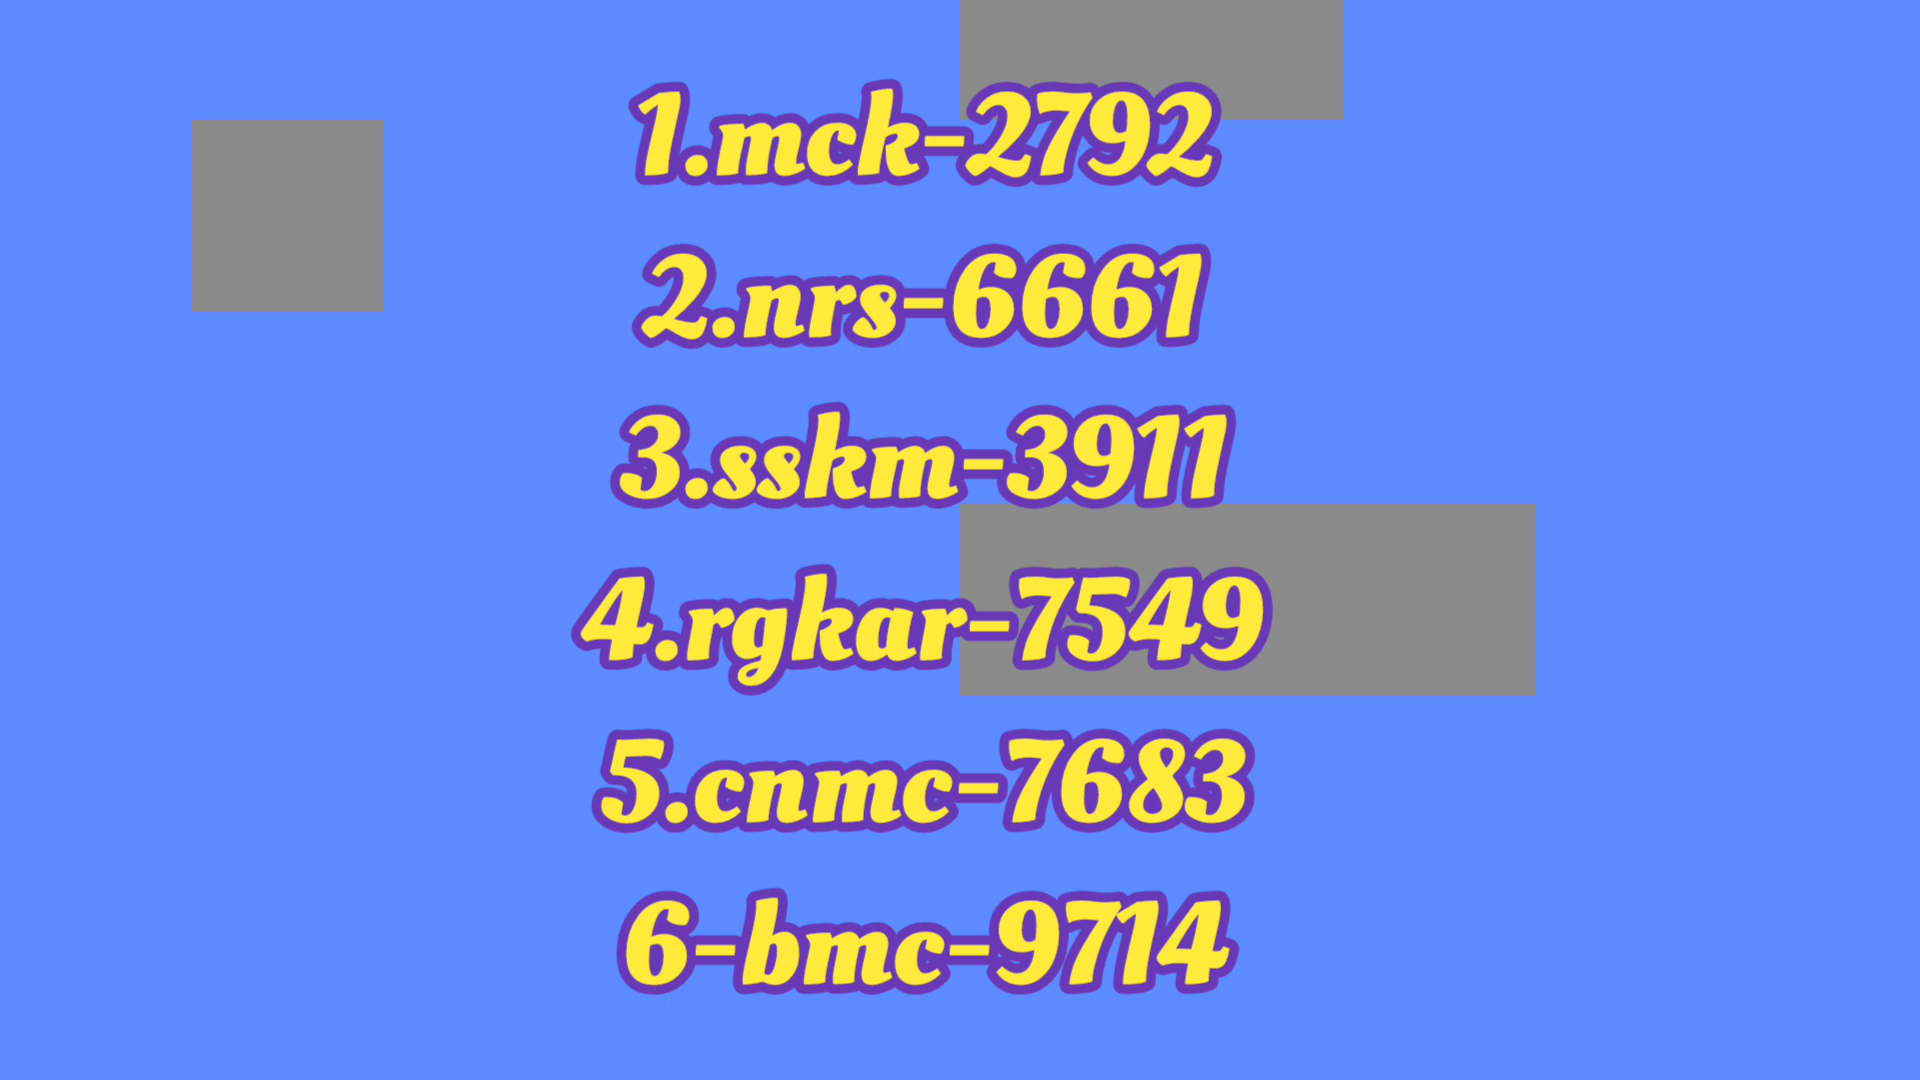 1.mck-2792
2.nrs-6661
3.sskm-3911
4.rgkar-7549
5.cnmc-7683
6-bmc-9714